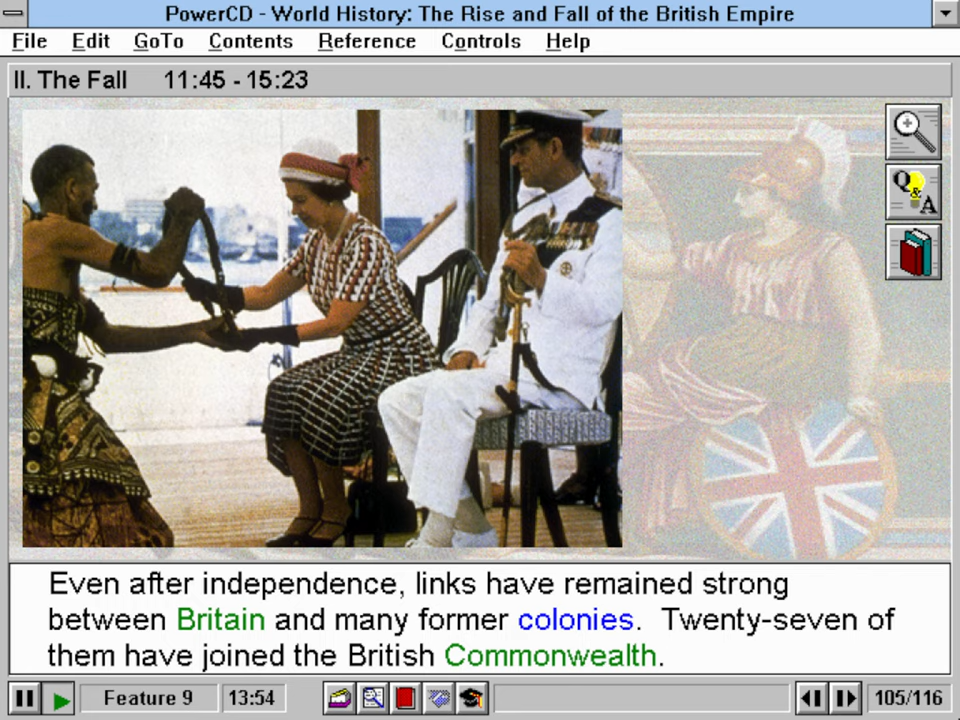 PowerCD - World History: The Rise and Fall of the British Empire
File Edit GoTo Contents Reference Controls Help
II. The Fall 11:45 - 15:23
Q & A
Even after independence, links have remained strong
between Britain and many former colonies. Twenty-seven of
them have joined the British Commonwealth.
Feature 9 13:54 105/116